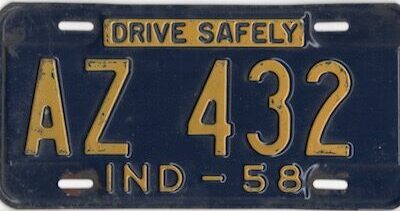 DRIVE SAFELY
AZ 432
IND - 58